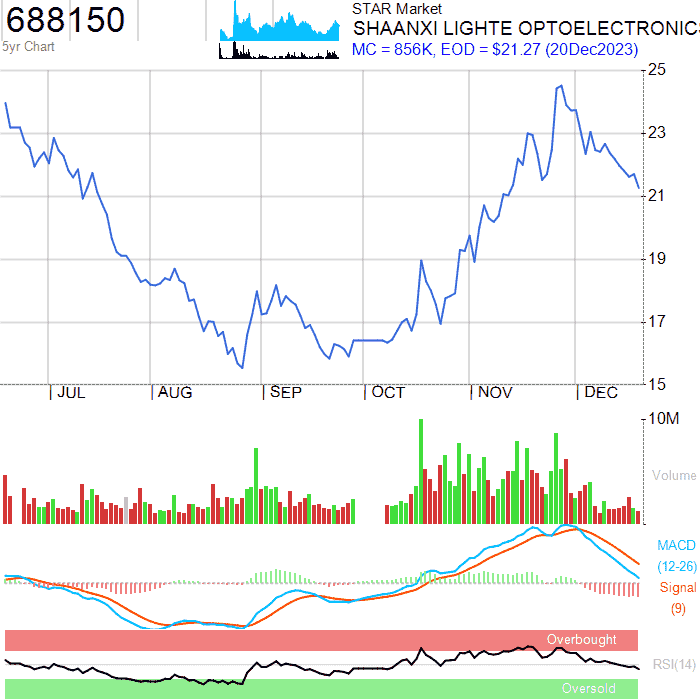 688150
5yr Chart
STAR Market
SHAANXI LIGHTE OPTOELECTRONIC
MC = 856K, EOD = $21.27 (20Dec2023)
25
23
21
19
17
15
JUL AUG SEP OCT NOV DEC
10M
Volume
MACD
(12-26)
Signal
(9)
Overbought
RSI(14)
Oversold